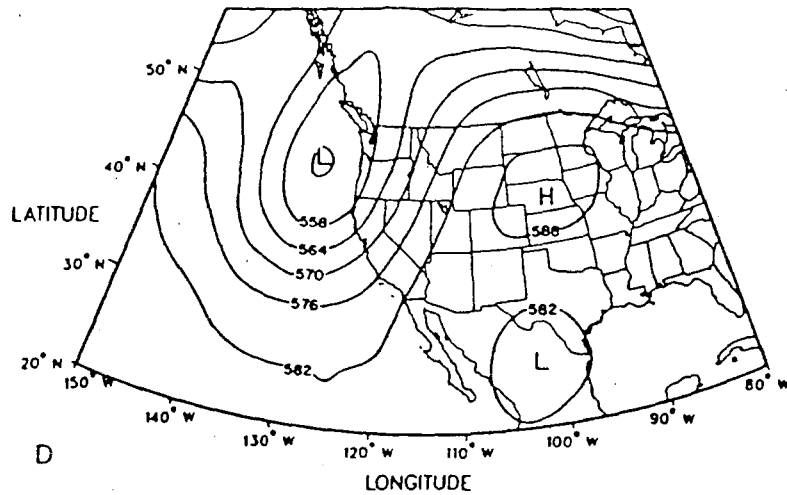 50° N
40° N
LATITUDE
30° N
20° N
L
558
564
570
576
582
H
588
582
L
150° W
140° W
130° W
120° W
110° W
100° W
90° W
80° W
D
LONGITUDE